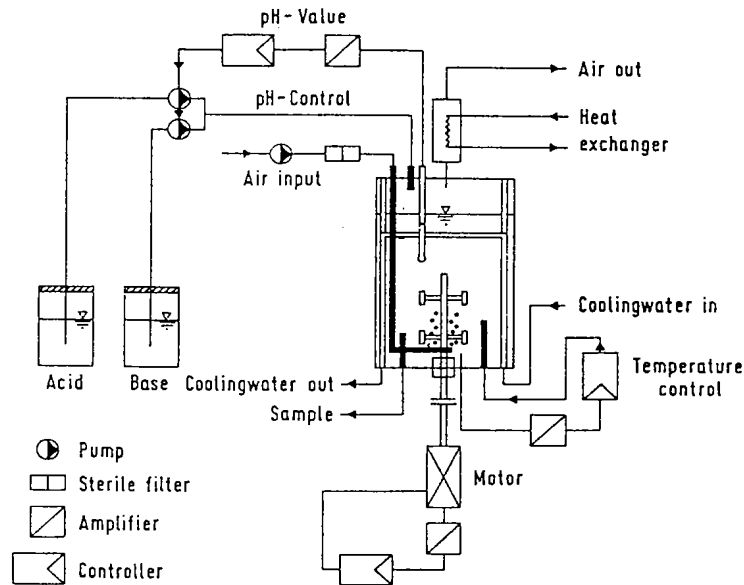 pH-Value
Air out
pH-Control
Heat
exchanger
Air input
Coolingwater in
Acid
Base
Coolingwater out
Temperature
control
Sample
Pump
Sterile filter
Motor
Amplifier
Controller